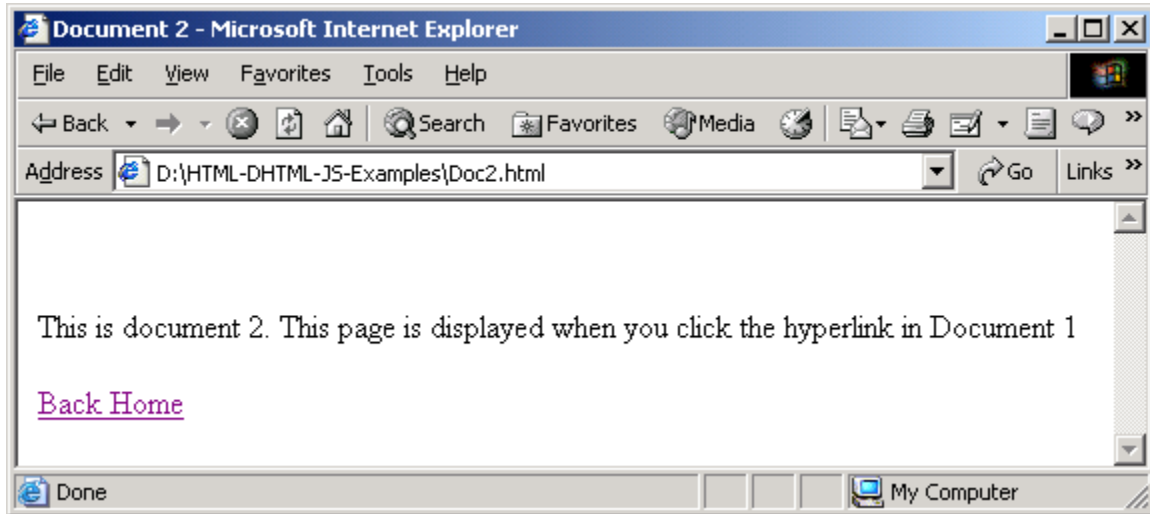 Document 2 - Microsoft Internet Explorer
File Edit View Favorites Tools Help
Back Search Favorites Media »
Address D:\HTML-DHTML-JS-Examples\Doc2.html Go Links »
This is document 2. This page is displayed when you click the hyperlink in Document 1
Back Home
Done My Computer